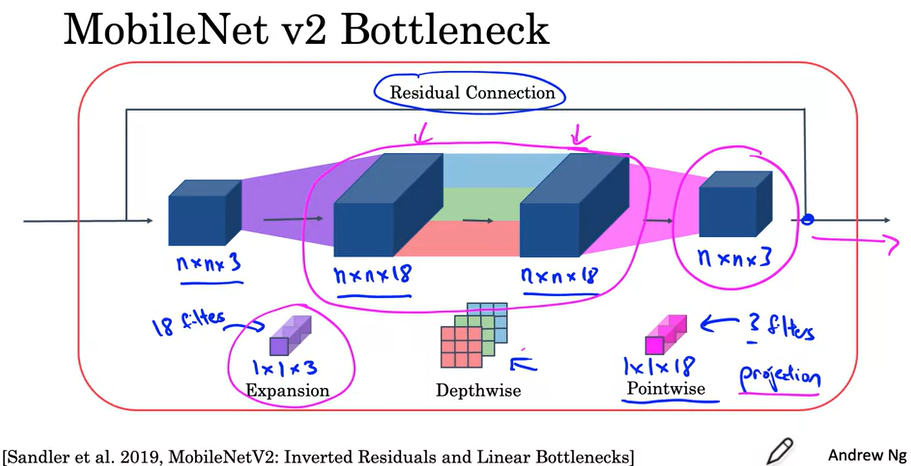 MobileNet v2 Bottleneck
Residual Connection
n×n×3
n×n×18
n×n×18
n×n×3
18 filters
1×1×3
Expansion
Depthwise
3 filters
1×1×18
Pointwise
projection
[Sandler et al. 2019, MobileNetV2: Inverted Residuals and Linear Bottlenecks]
Andrew Ng